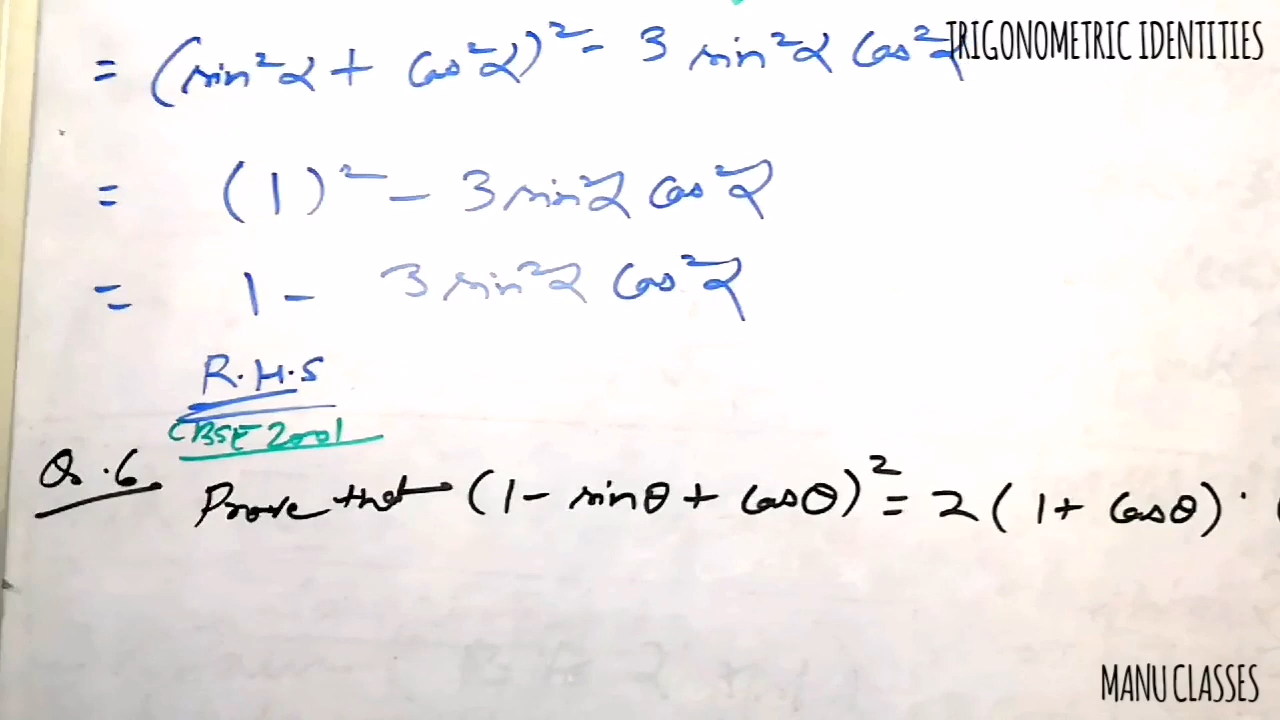 = (sin²α + cos²α)² - 3 sin²α cos²α
TRIGONOMETRIC IDENTITIES
= (1)² - 3 sin²α cos²α
= 1 - 3 sin²α cos²α
R.H.S
CBSE 2001
Q.6 Prove that (1 - sinθ + cosθ)² = 2(1 + cosθ) · (
MANU CLASSES